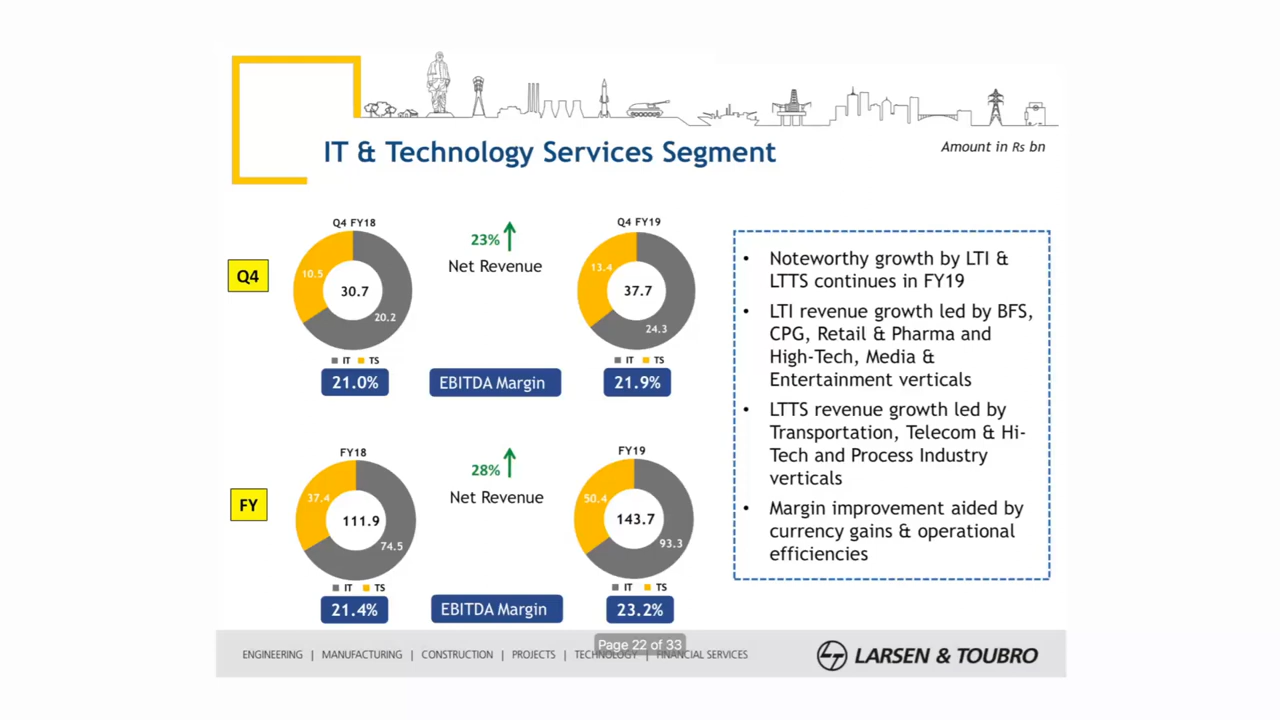 IT & Technology Services Segment
Amount in Rs bn
Q4
Q4 FY18
10.5
30.7
20.2
IT TS
21.0%
23%
Net Revenue
EBITDA Margin
Q4 FY19
13.4
37.7
24.3
IT TS
21.9%
FY
FY18
37.4
111.9
74.5
IT TS
21.4%
28%
Net Revenue
EBITDA Margin
FY19
50.4
143.7
93.3
IT TS
23.2%
• Noteworthy growth by LTI &
LTTS continues in FY19
• LTI revenue growth led by BFS,
CPG, Retail & Pharma and
High-Tech, Media &
Entertainment verticals
• LTTS revenue growth led by
Transportation, Telecom & Hi-
Tech and Process Industry
verticals
• Margin improvement aided by
currency gains & operational
efficiencies
Page 22 of 33
ENGINEERING | MANUFACTURING | CONSTRUCTION | PROJECTS | TECHNOLOGY | FINANCIAL SERVICES
LARSEN & TOUBRO